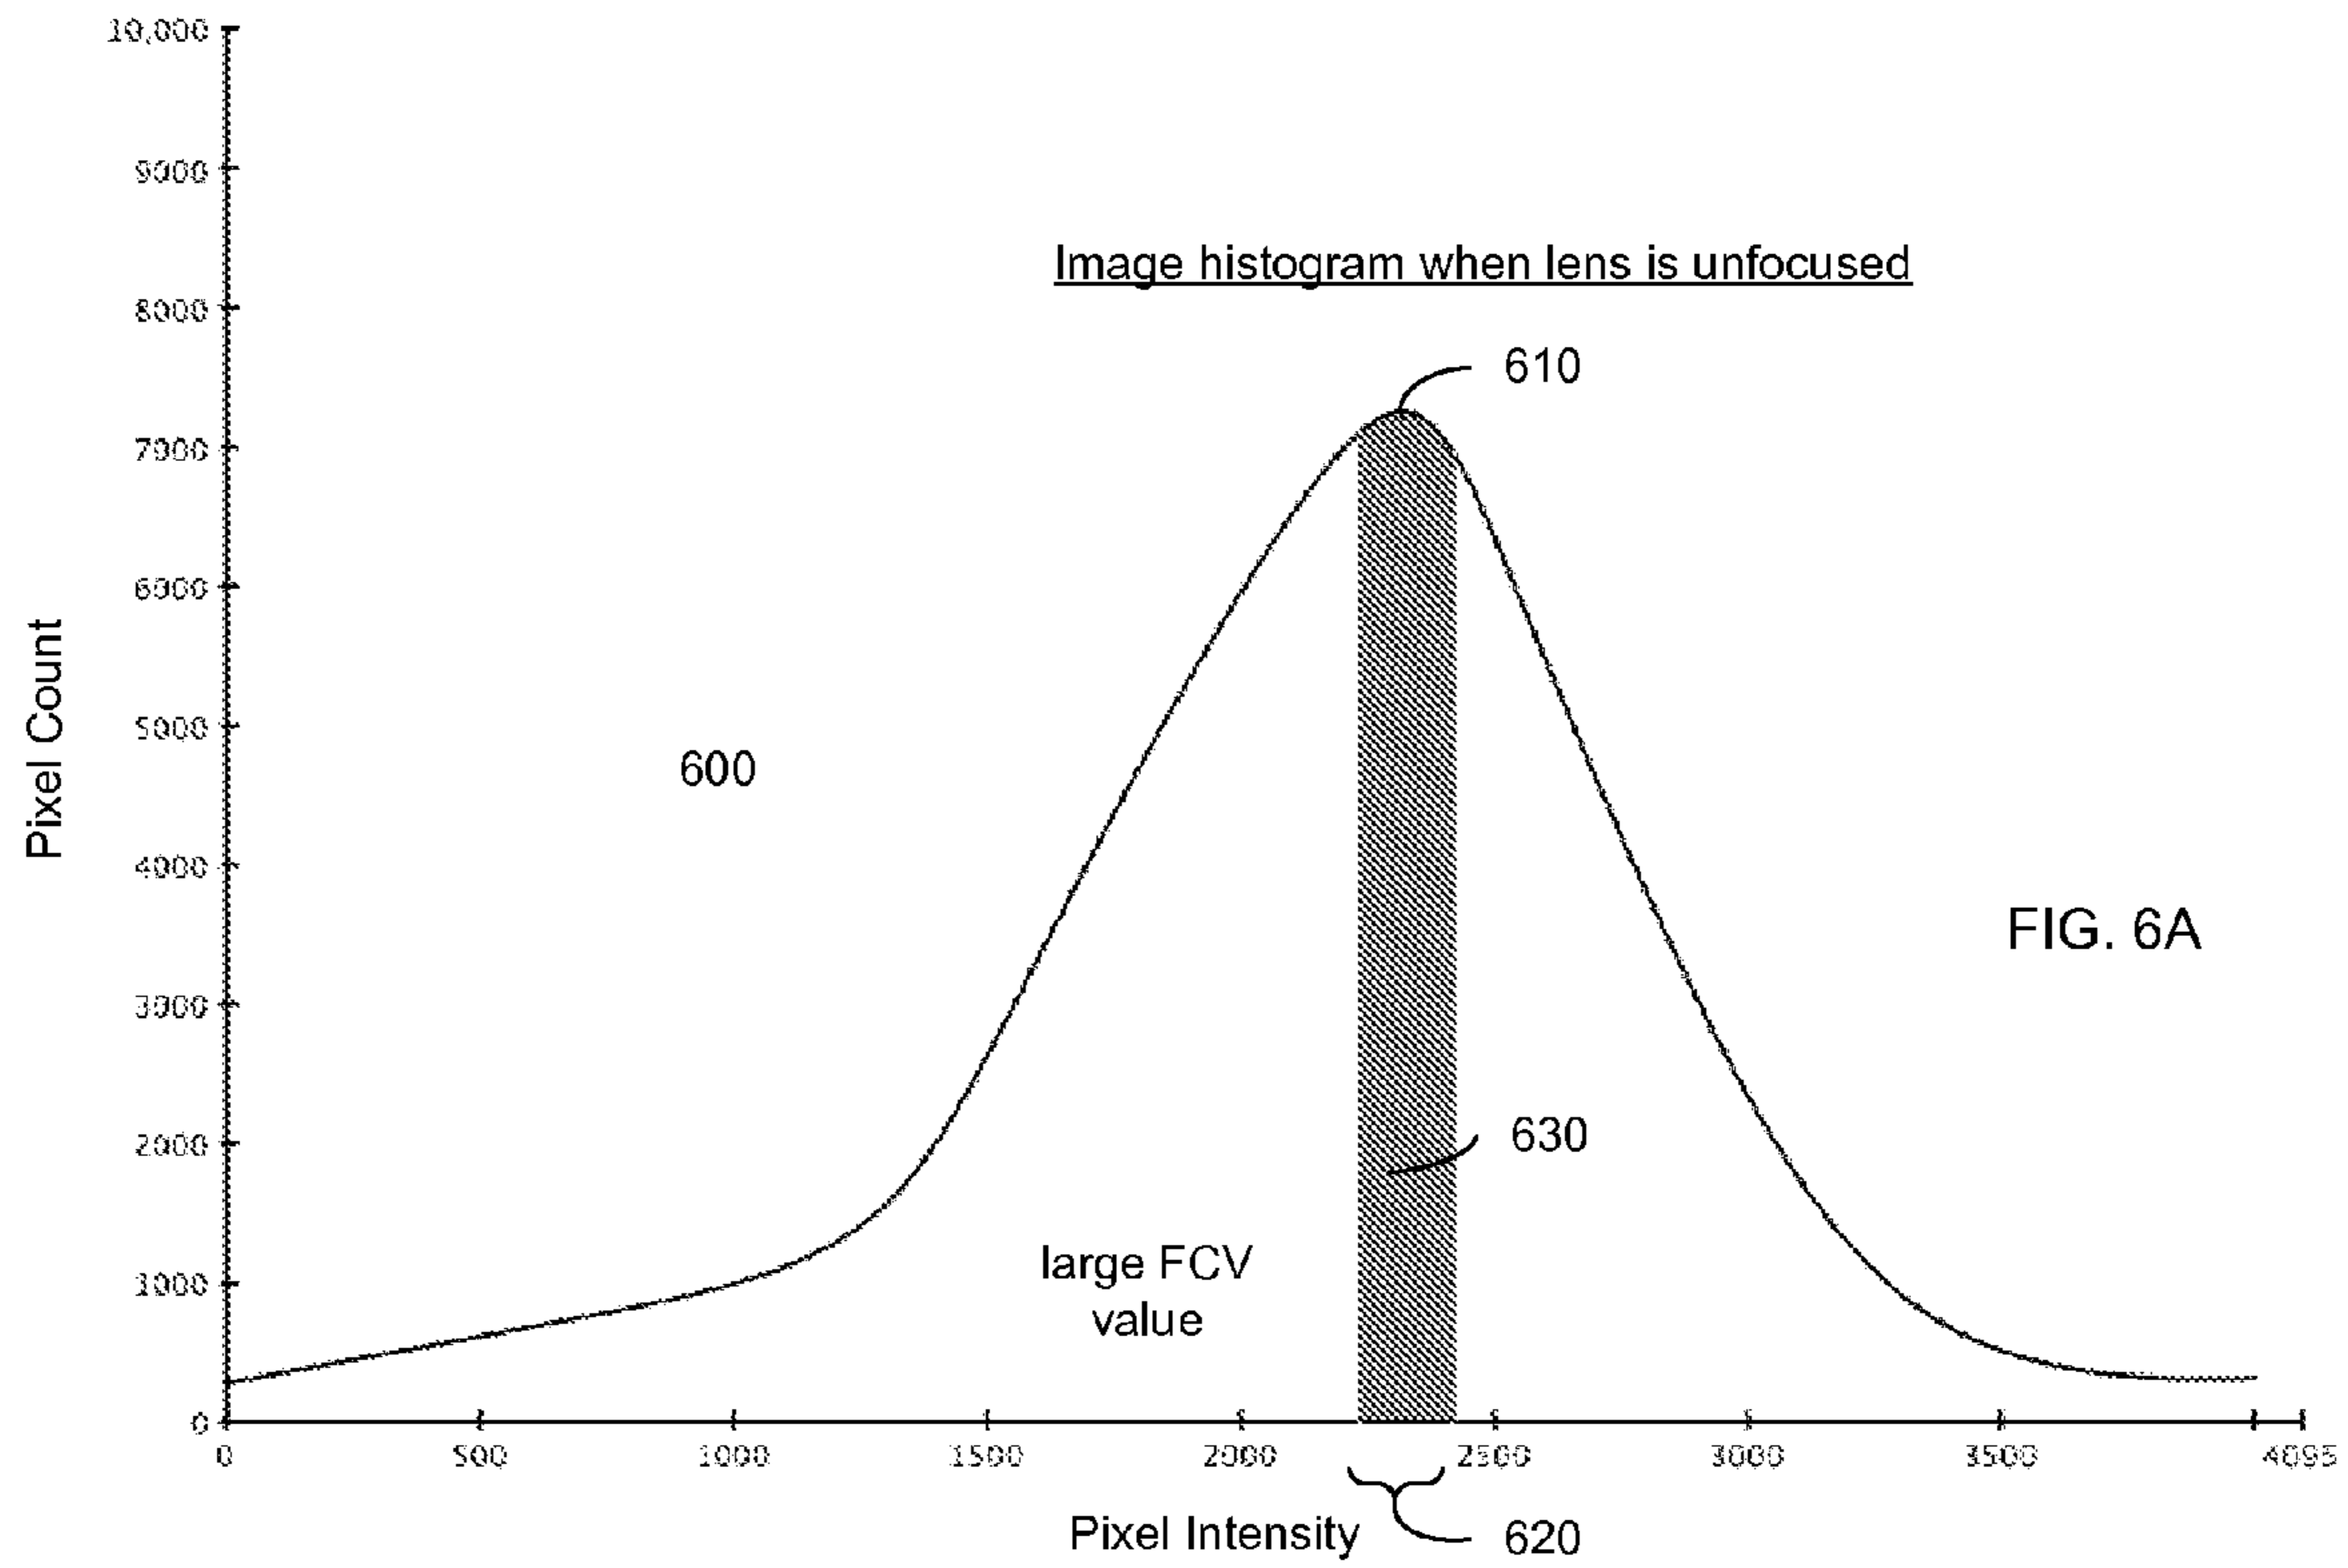 10,000
9000
8000
7000
6000
5000
4000
3000
2000
1000
0
Pixel Count
Image histogram when lens is unfocused
610
600
FIG. 6A
630
large FCV
value
0 500 1000 1500 2000 2500 3000 3500 4095
Pixel Intensity
620